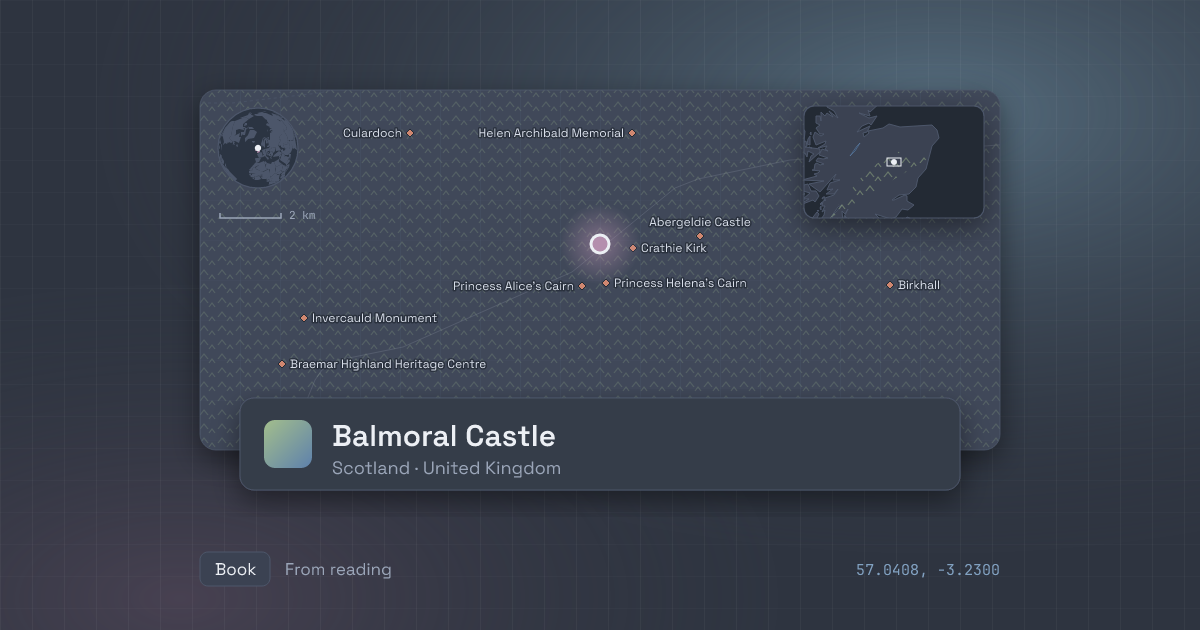 Culardoch
Helen Archibald Memorial
2 km
Abergeldie Castle
Crathie Kirk
Princess Alice's Cairn
Princess Helena's Cairn
Birkhall
Invercauld Monument
Braemar Highland Heritage Centre
Balmoral Castle
Scotland · United Kingdom
Book
From reading
57.0408, -3.2300